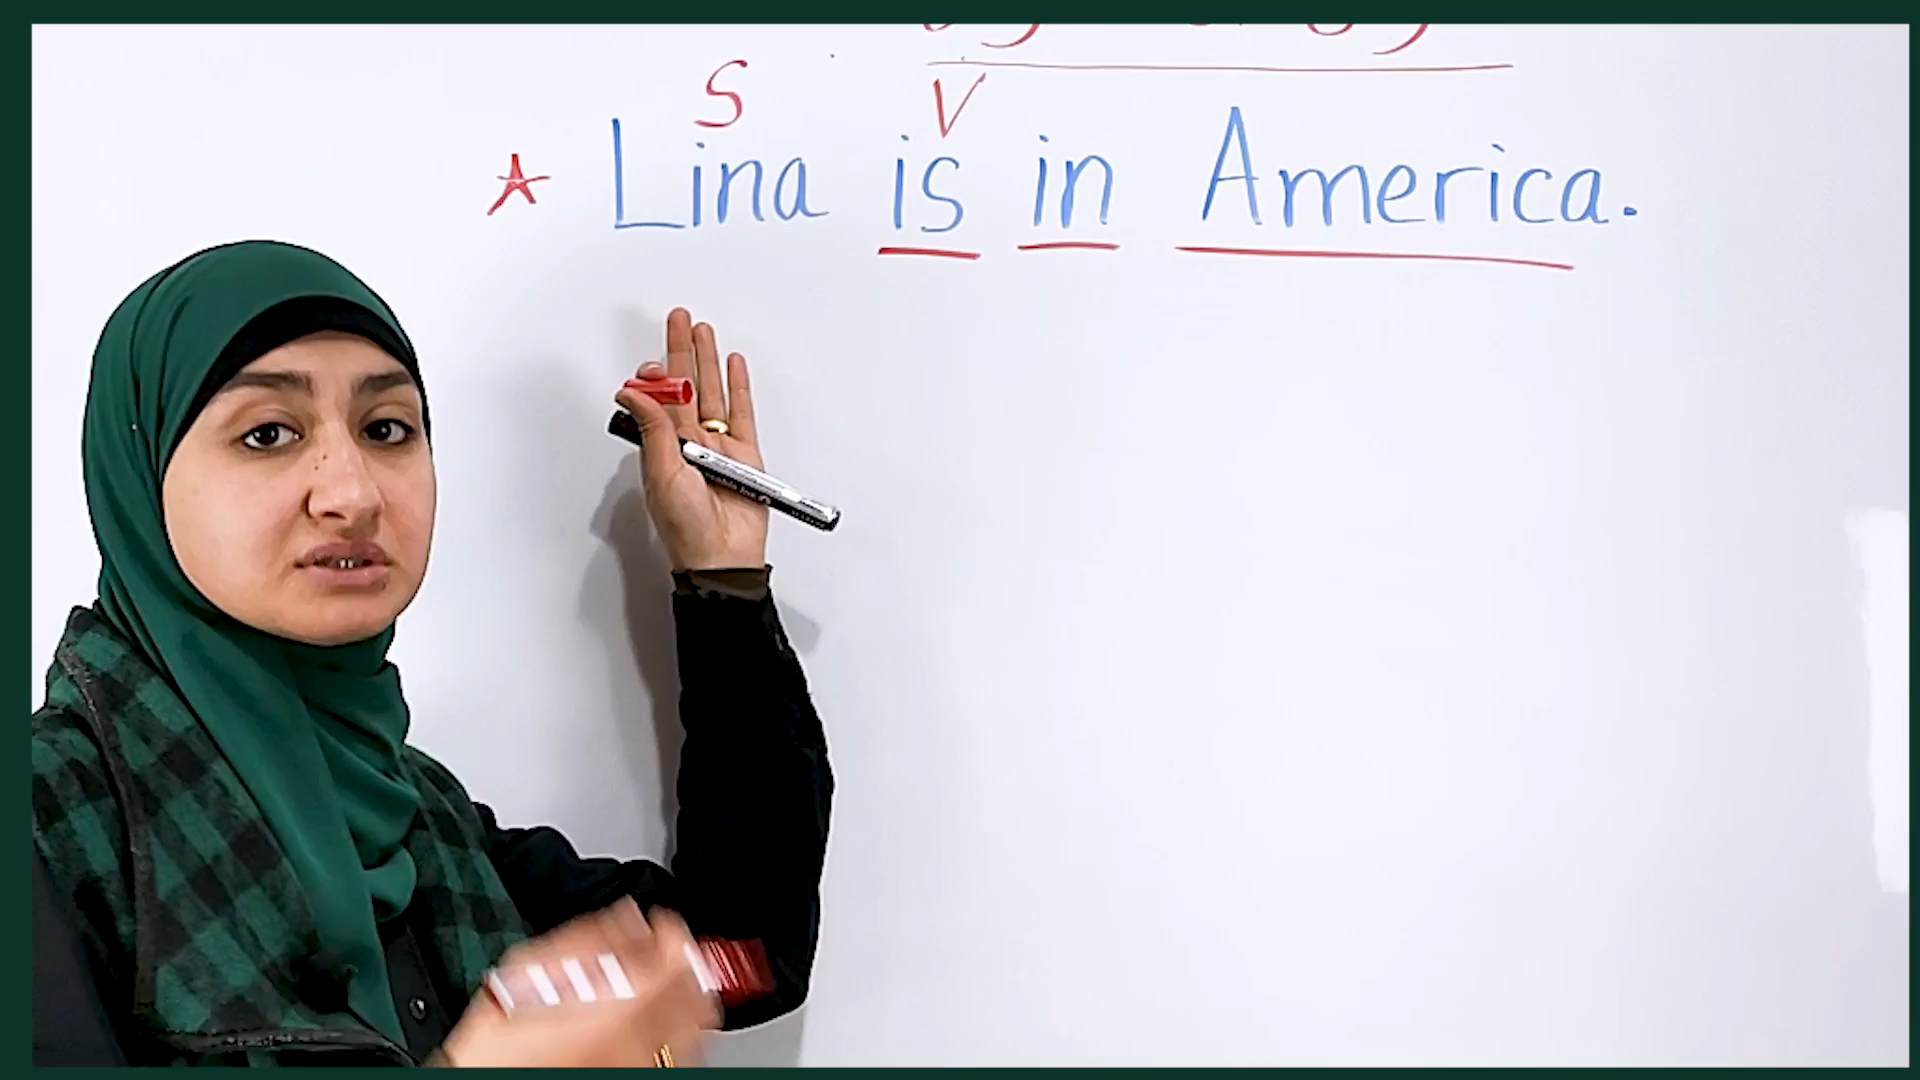 S V
★ Lina is in America.